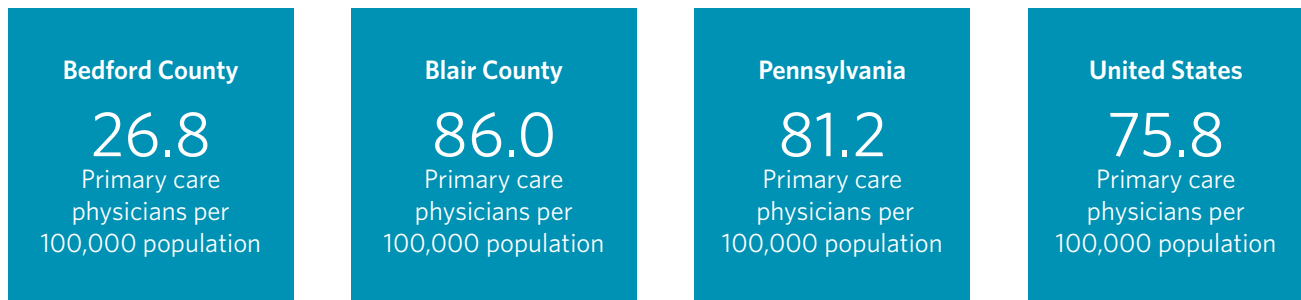 Bedford County
26.8
Primary care
physicians per
100,000 population
Blair County
86.0
Primary care
physicians per
100,000 population
Pennsylvania
81.2
Primary care
physicians per
100,000 population
United States
75.8
Primary care
physicians per
100,000 population